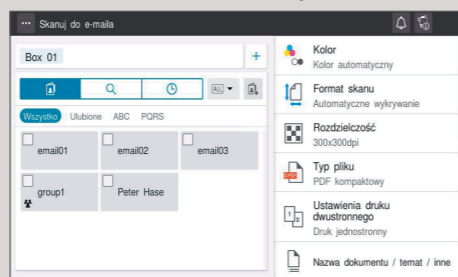 Skanuj do e-maila
Box 01
ALL
Wszystko Ulubione ABC PQRS
email01 email02 email03
group1 Peter Hase
Kolor
Kolor automatyczny
Format skanu
Automatyczne wykrywanie
Rozdzielczość
300x300dpi
Typ pliku
PDF kompaktowy
Ustawienia druku
dwustronnego
Druk jednostronny
Nazwa dokumentu / temat / inne